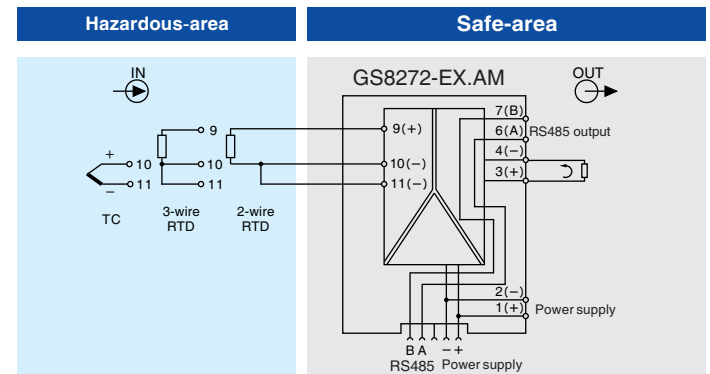 Hazardous-area
Safe-area
IN
GS8272-EX.AM
OUT
7(B)
6(A)
RS485 output
4(−)
3(+)
9
9(+)
+
10
10
10(−)
11
11
11(−)
−
TC
3-wire
RTD
2-wire
RTD
2(−)
1(+)
Power supply
B A − +
RS485 Power supply